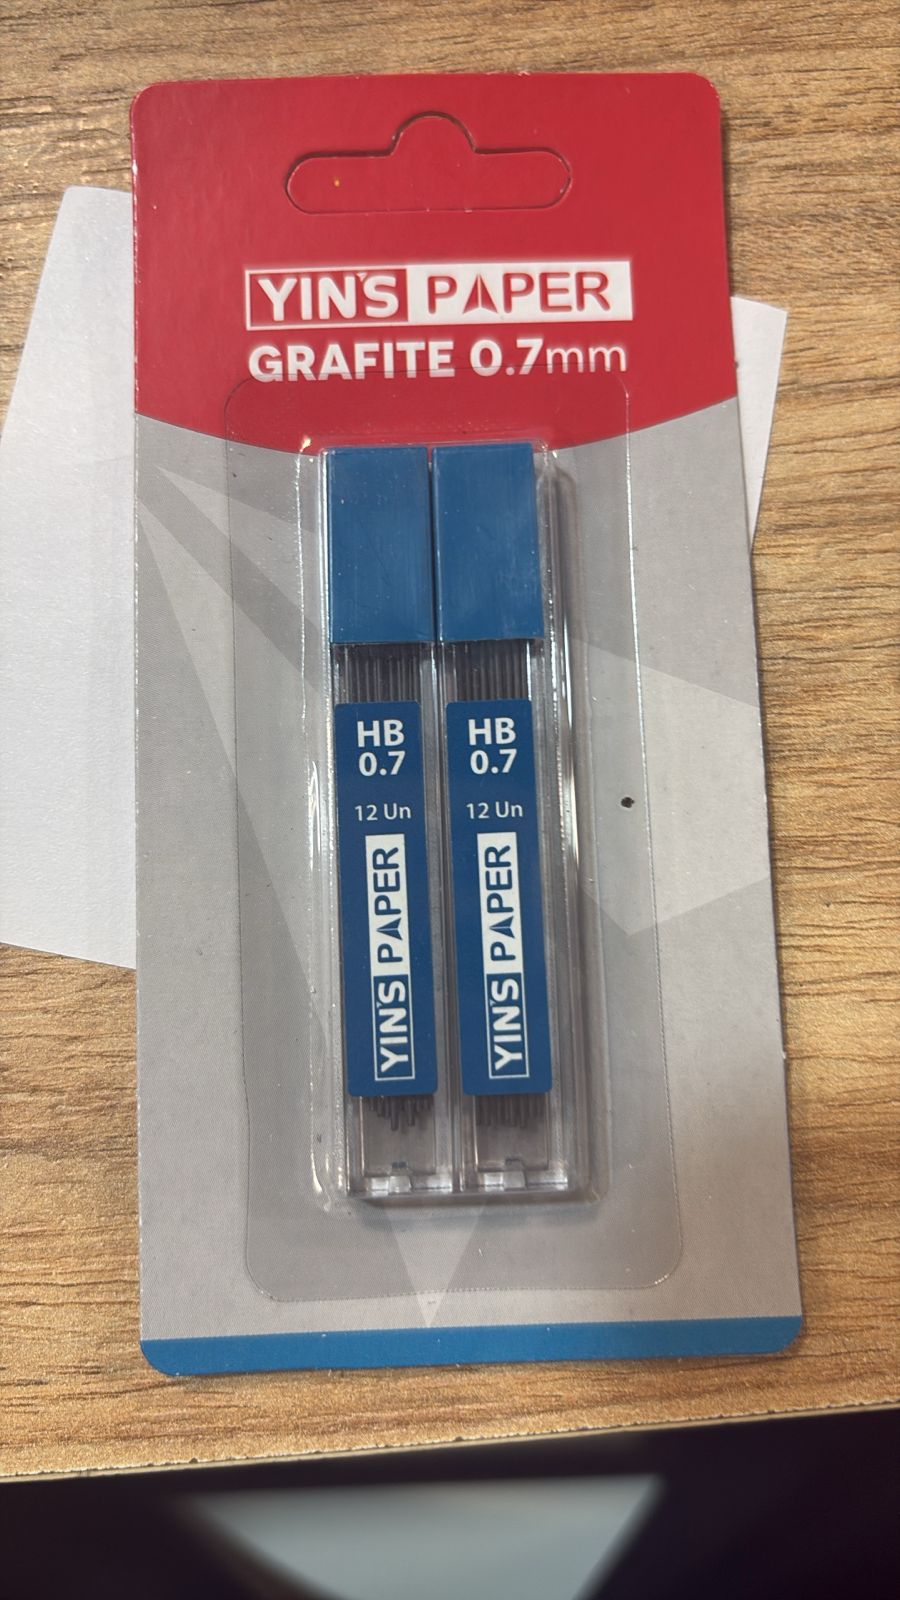 YIN'S PAPER
GRAFITE 0.7mm
HB
0.7
12 Un
YIN'S PAPER
HB
0.7
12 Un
YIN'S PAPER